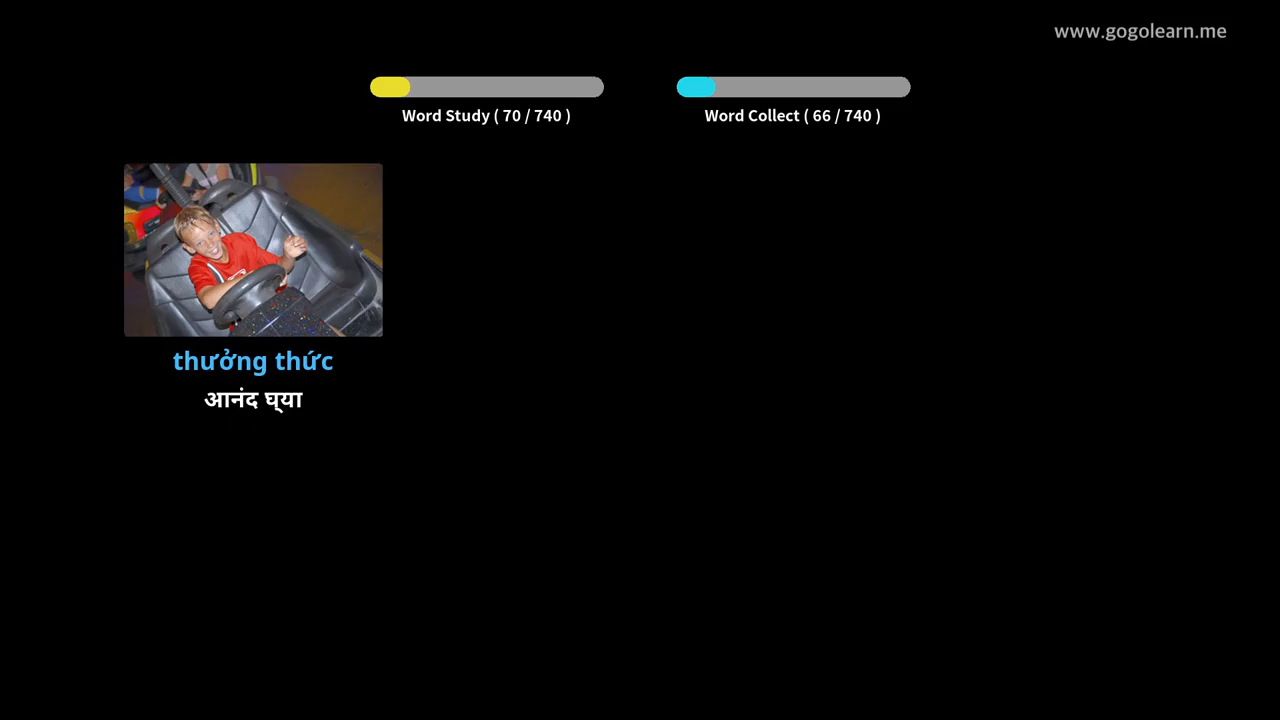 www.gogolearn.me
Word Study ( 70 / 740 )
Word Collect ( 66 / 740 )
thưởng thức
आनंद घ्या